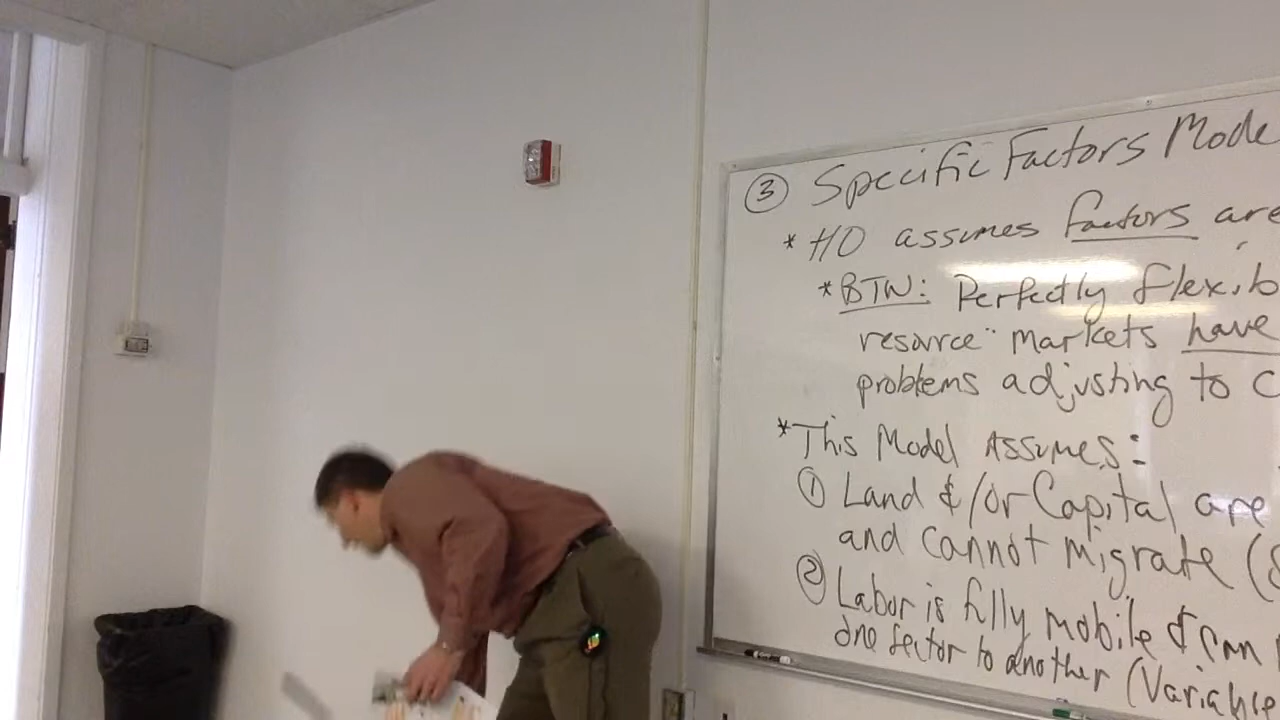 ③ Specific Factors Mode
* HO assumes factors are
* BTW: Perfectly flexib
resource" markets have
problems adjusting to c
* This Model Assumes:
① Land &/or Capital are
and cannot migrate (
② Labor is fully mobile & can
one sector to another (Variable